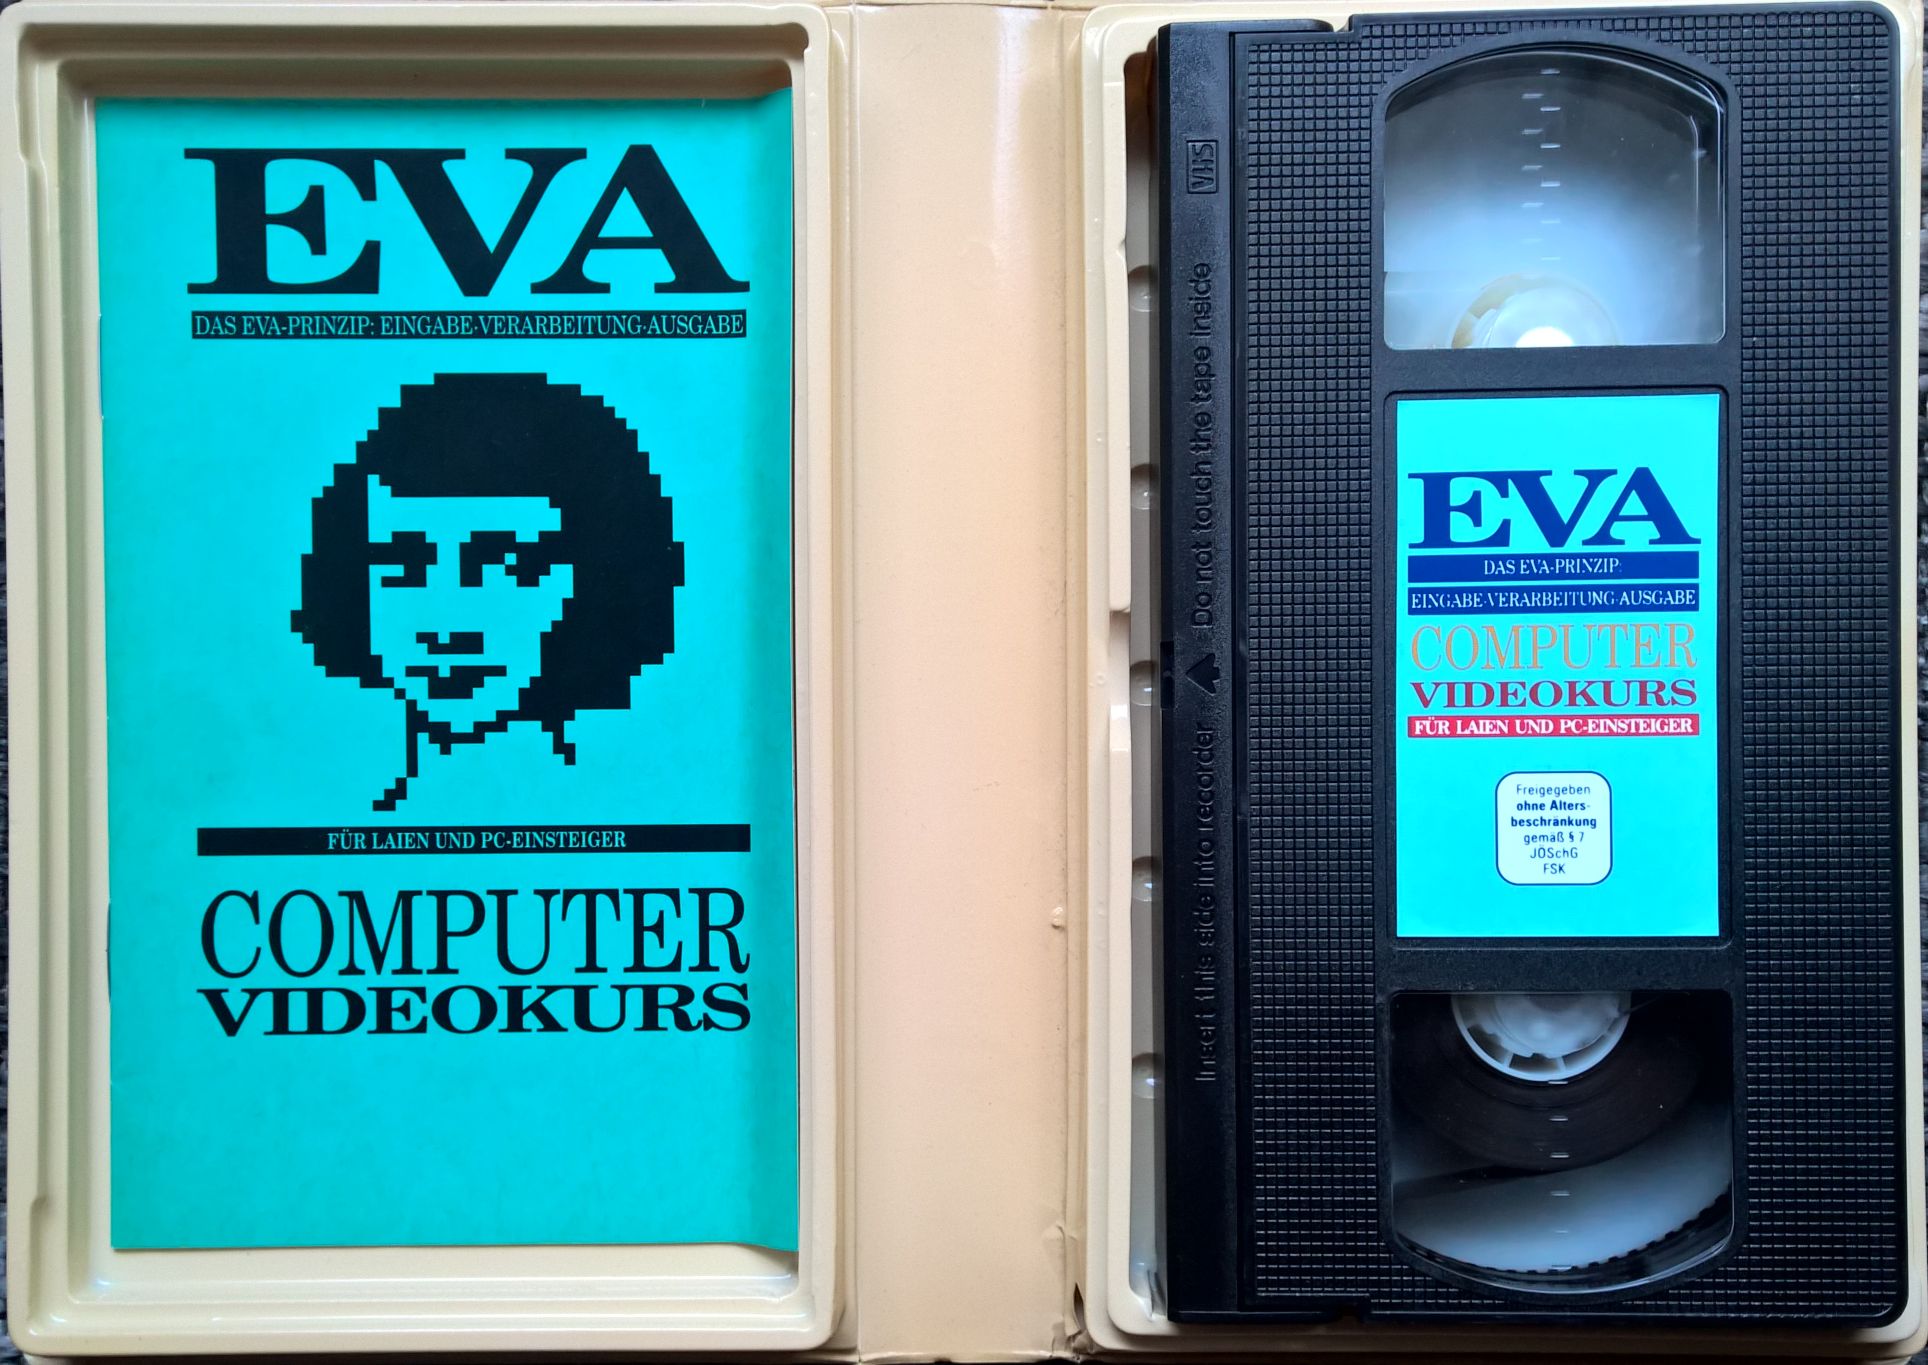 EVA
DAS EVA-PRINZIP: EINGABE·VERARBEITUNG·AUSGABE
FÜR LAIEN UND PC-EINSTEIGER
COMPUTER
VIDEOKURS
VHS
Insert this side into recorder
Do not touch the tape inside
EVA
DAS EVA-PRINZIP:
EINGABE·VERARBEITUNG·AUSGABE
COMPUTER
VIDEOKURS
FÜR LAIEN UND PC-EINSTEIGER
Freigegeben
ohne Alters-
beschränkung
gemäß § 7
JÖSchG
FSK